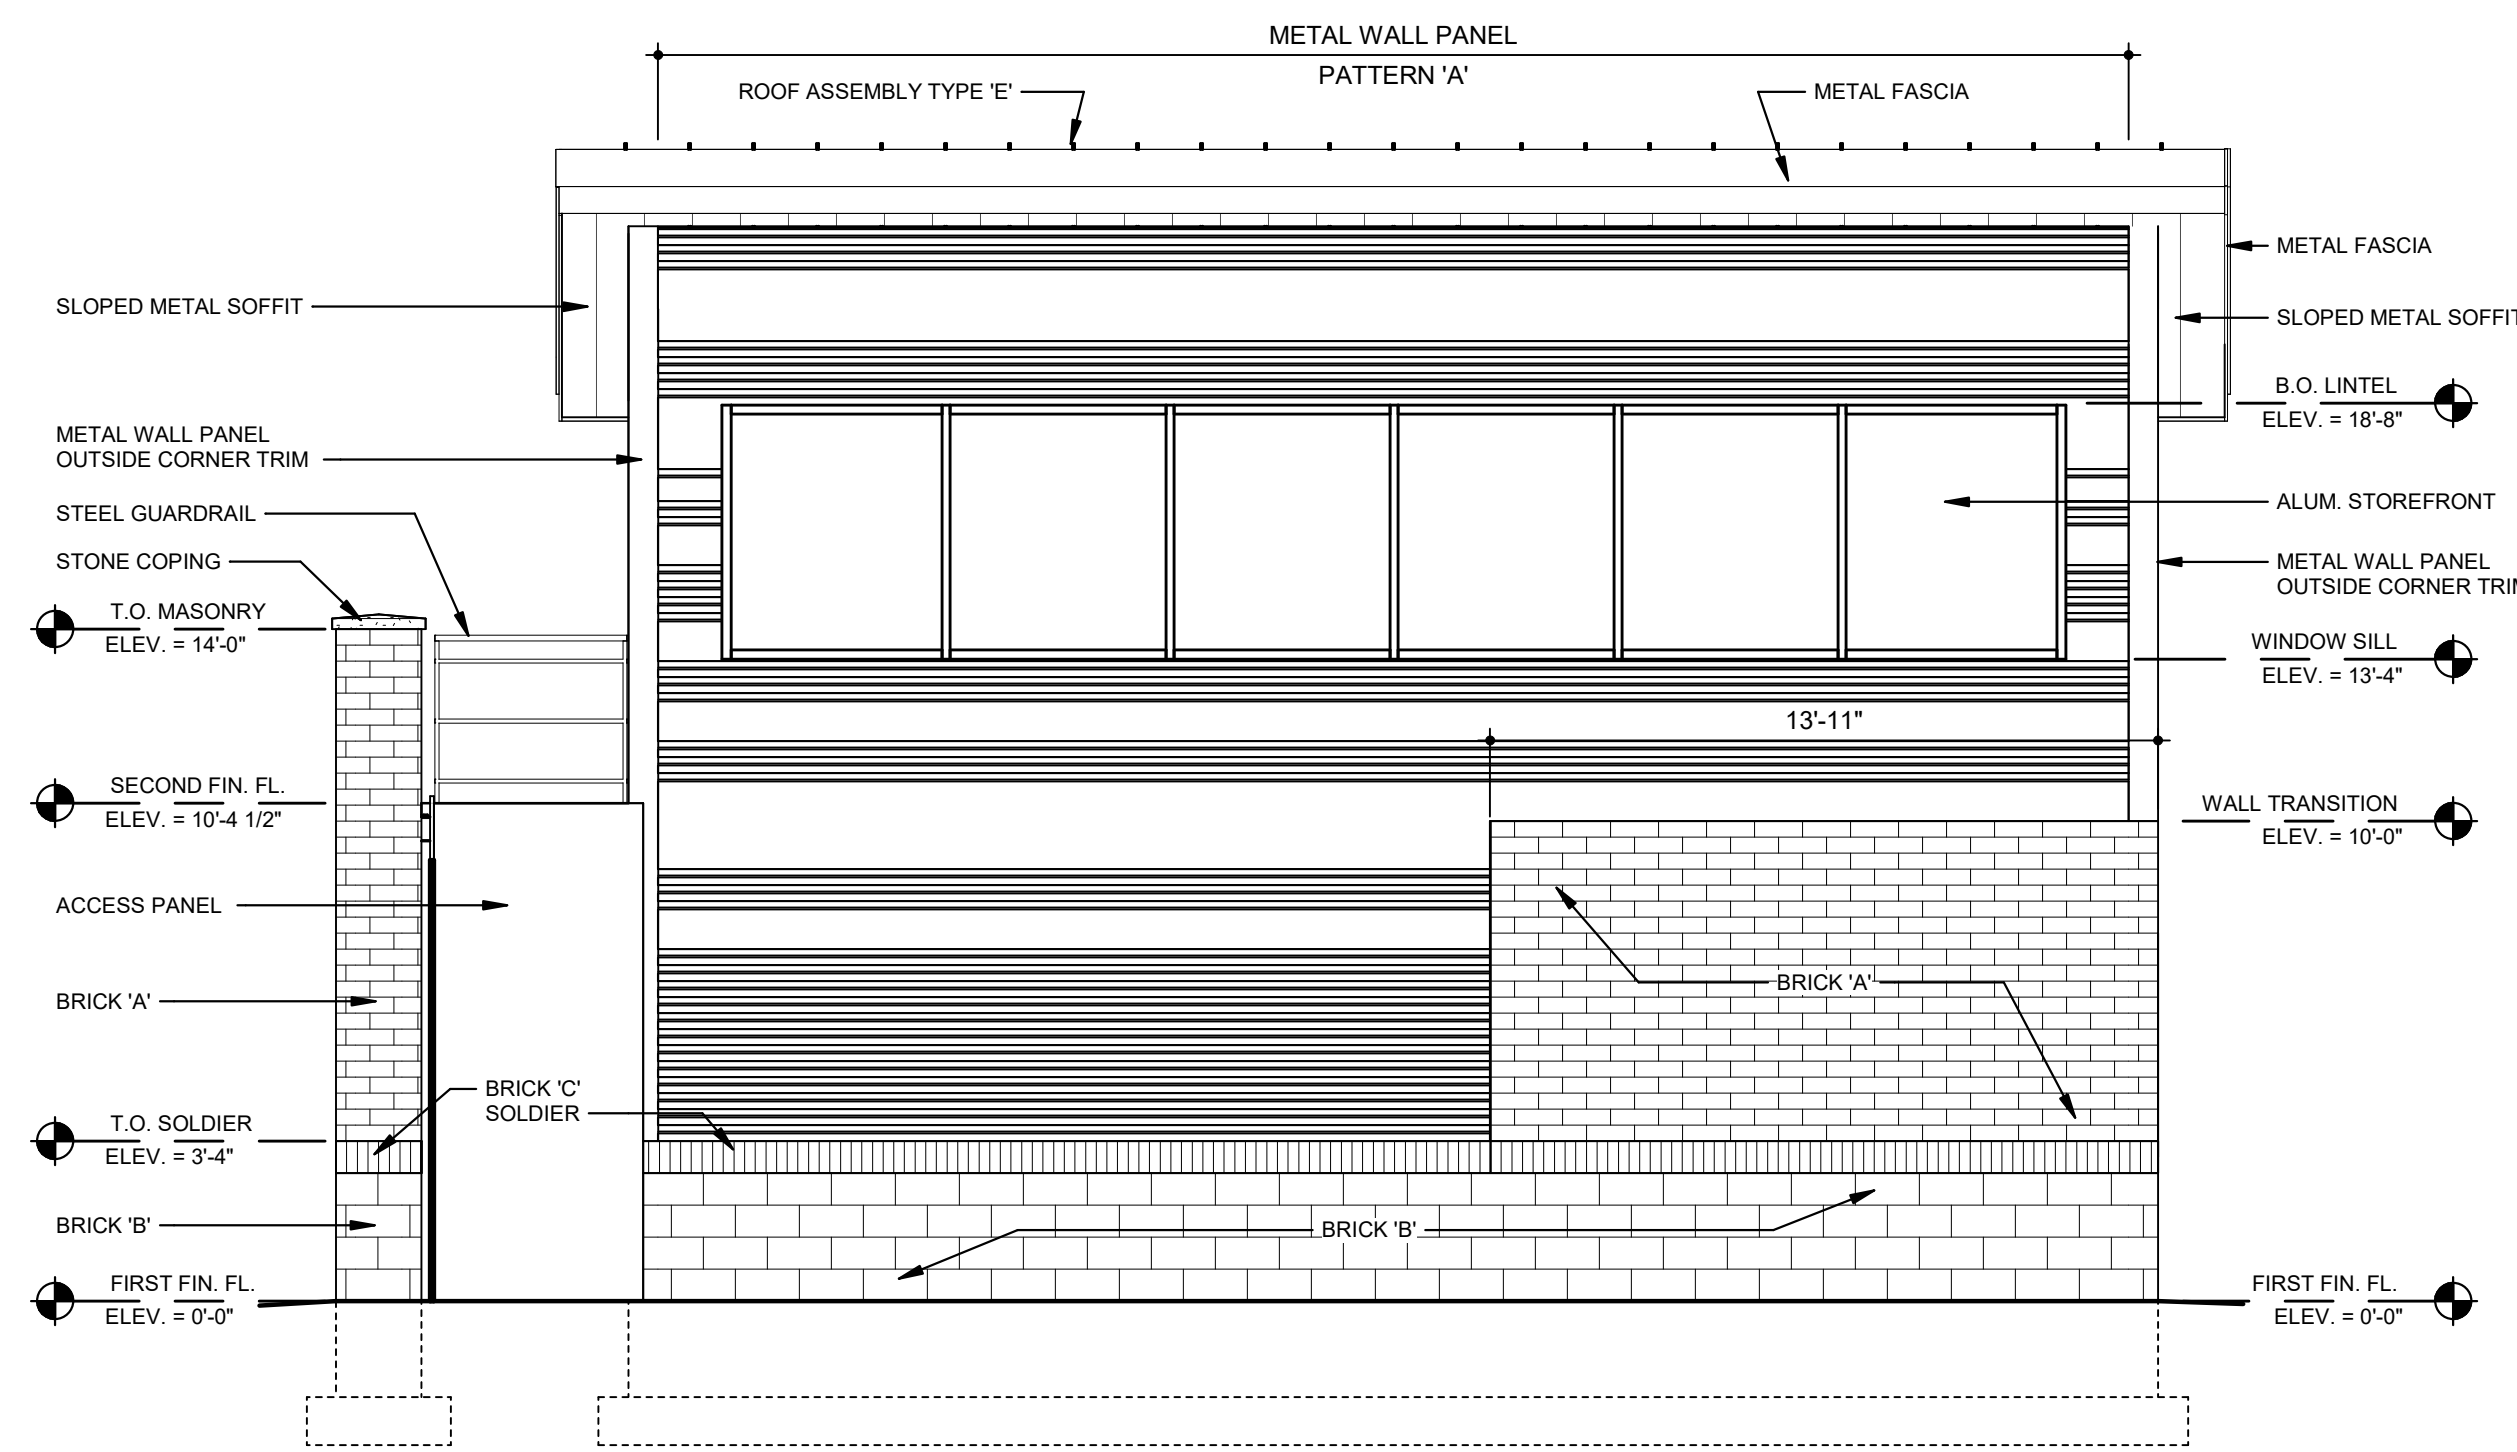 METAL WALL PANEL
PATTERN 'A'
ROOF ASSEMBLY TYPE 'E'
METAL FASCIA
METAL FASCIA
SLOPED METAL SOFFIT
SLOPED METAL SOFFIT
B.O. LINTEL
ELEV. = 18'-8"
METAL WALL PANEL
OUTSIDE CORNER TRIM
STEEL GUARDRAIL
ALUM. STOREFRONT
STONE COPING
METAL WALL PANEL
OUTSIDE CORNER TRIM
T.O. MASONRY
ELEV. = 14'-0"
WINDOW SILL
ELEV. = 13'-4"
13'-11"
SECOND FIN. FL.
ELEV. = 10'-4 1/2"
WALL TRANSITION
ELEV. = 10'-0"
ACCESS PANEL
BRICK 'A'
BRICK 'A'
BRICK 'C'
SOLDIER
T.O. SOLDIER
ELEV. = 3'-4"
BRICK 'B'
BRICK 'B'
FIRST FIN. FL.
ELEV. = 0'-0"
FIRST FIN. FL.
ELEV. = 0'-0"